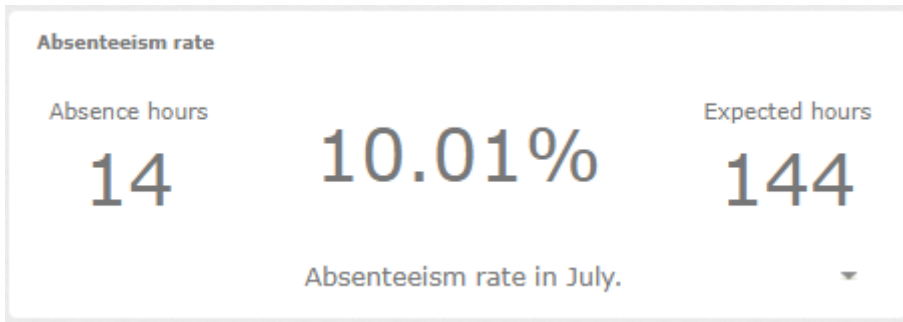 Absenteeism rate
Absence hours
14
10.01%
Expected hours
144
Absenteeism rate in July.